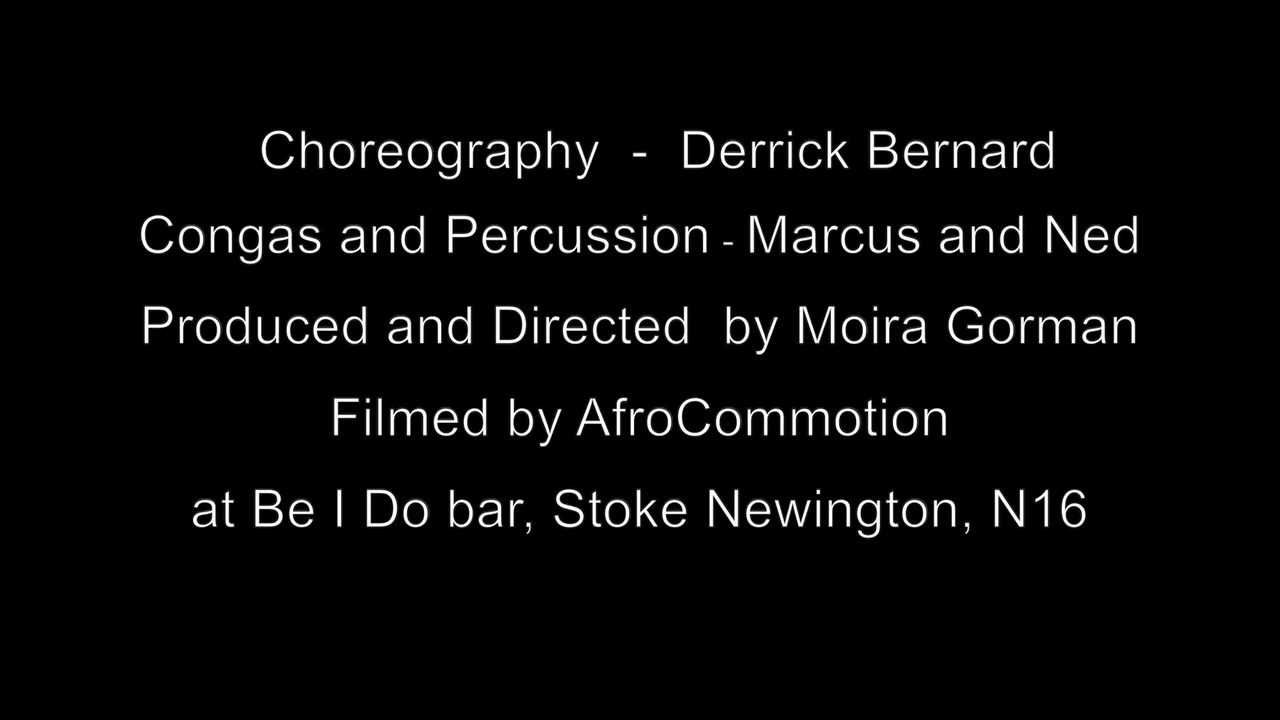 Choreography - Derrick Bernard
Congas and Percussion - Marcus and Ned
Produced and Directed by Moira Gorman
Filmed by AfroCommotion
at Be I Do bar, Stoke Newington, N16